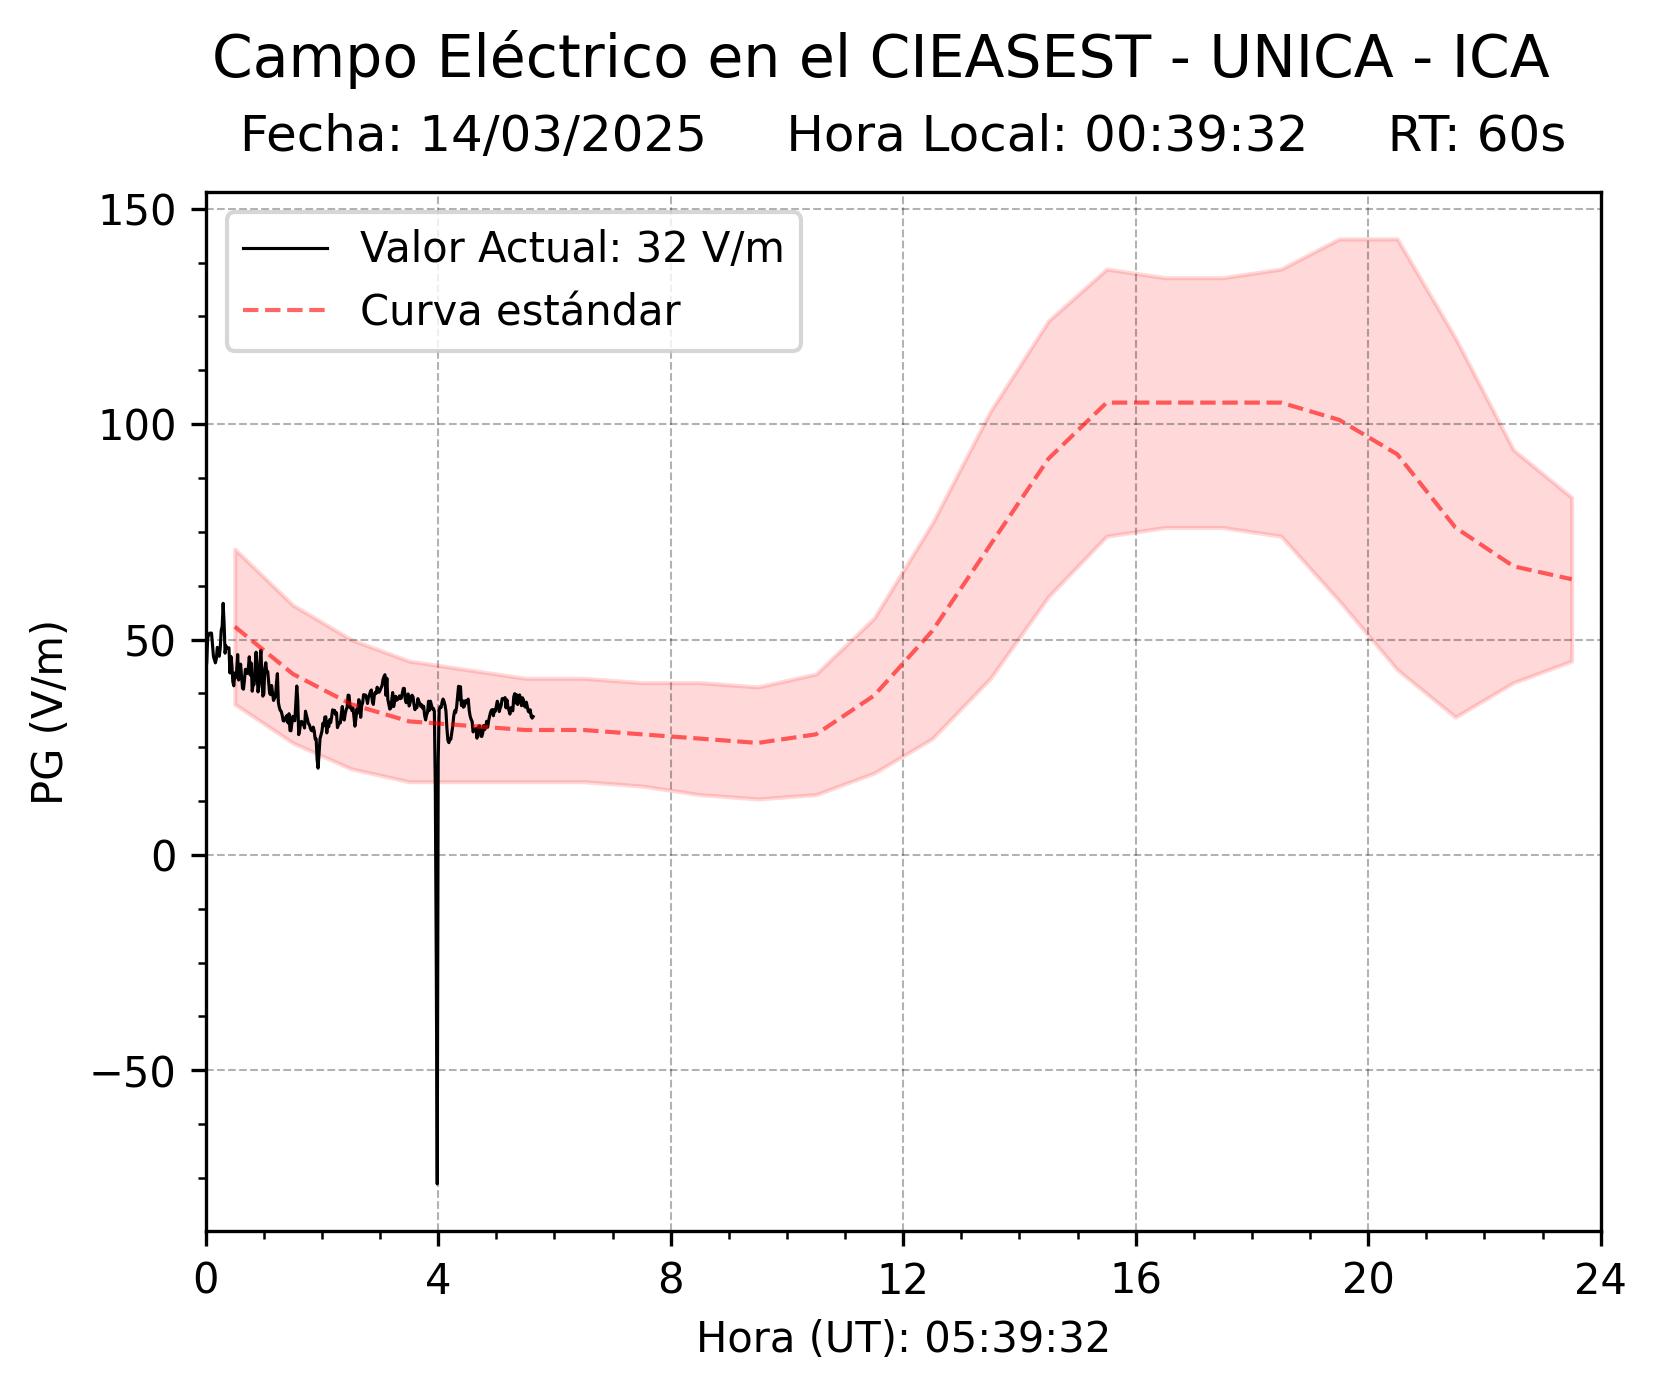 Campo Eléctrico en el CIEASEST - UNICA - ICA
Fecha: 14/03/2025 Hora Local: 00:39:32 RT: 60s
Valor Actual: 32 V/m
Curva estándar
PG (V/m)
150
100
50
0
−50
0 4 8 12 16 20 24
Hora (UT): 05:39:32